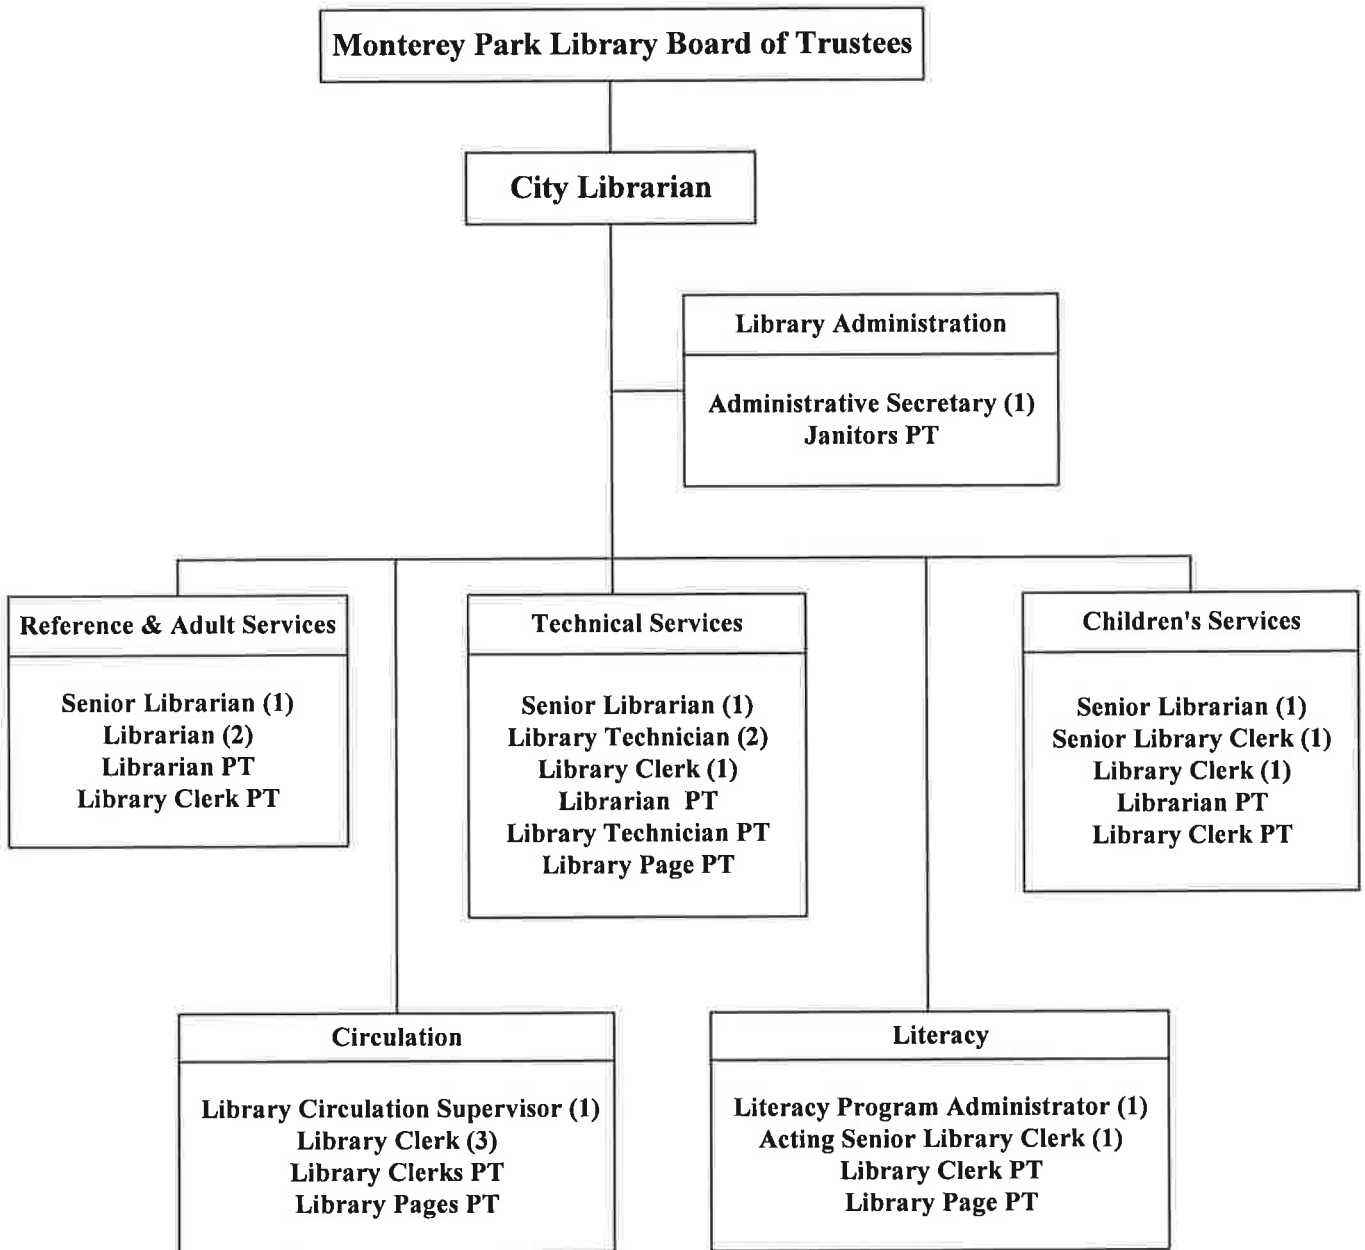 Monterey Park Library Board of Trustees
City Librarian
Library Administration
Administrative Secretary (1)
Janitors PT
Reference & Adult Services
Senior Librarian (1)
Librarian (2)
Librarian PT
Library Clerk PT
Technical Services
Senior Librarian (1)
Library Technician (2)
Library Clerk (1)
Librarian PT
Library Technician PT
Library Page PT
Children's Services
Senior Librarian (1)
Senior Library Clerk (1)
Library Clerk (1)
Librarian PT
Library Clerk PT
Circulation
Library Circulation Supervisor (1)
Library Clerk (3)
Library Clerks PT
Library Pages PT
Literacy
Literacy Program Administrator (1)
Acting Senior Library Clerk (1)
Library Clerk PT
Library Page PT